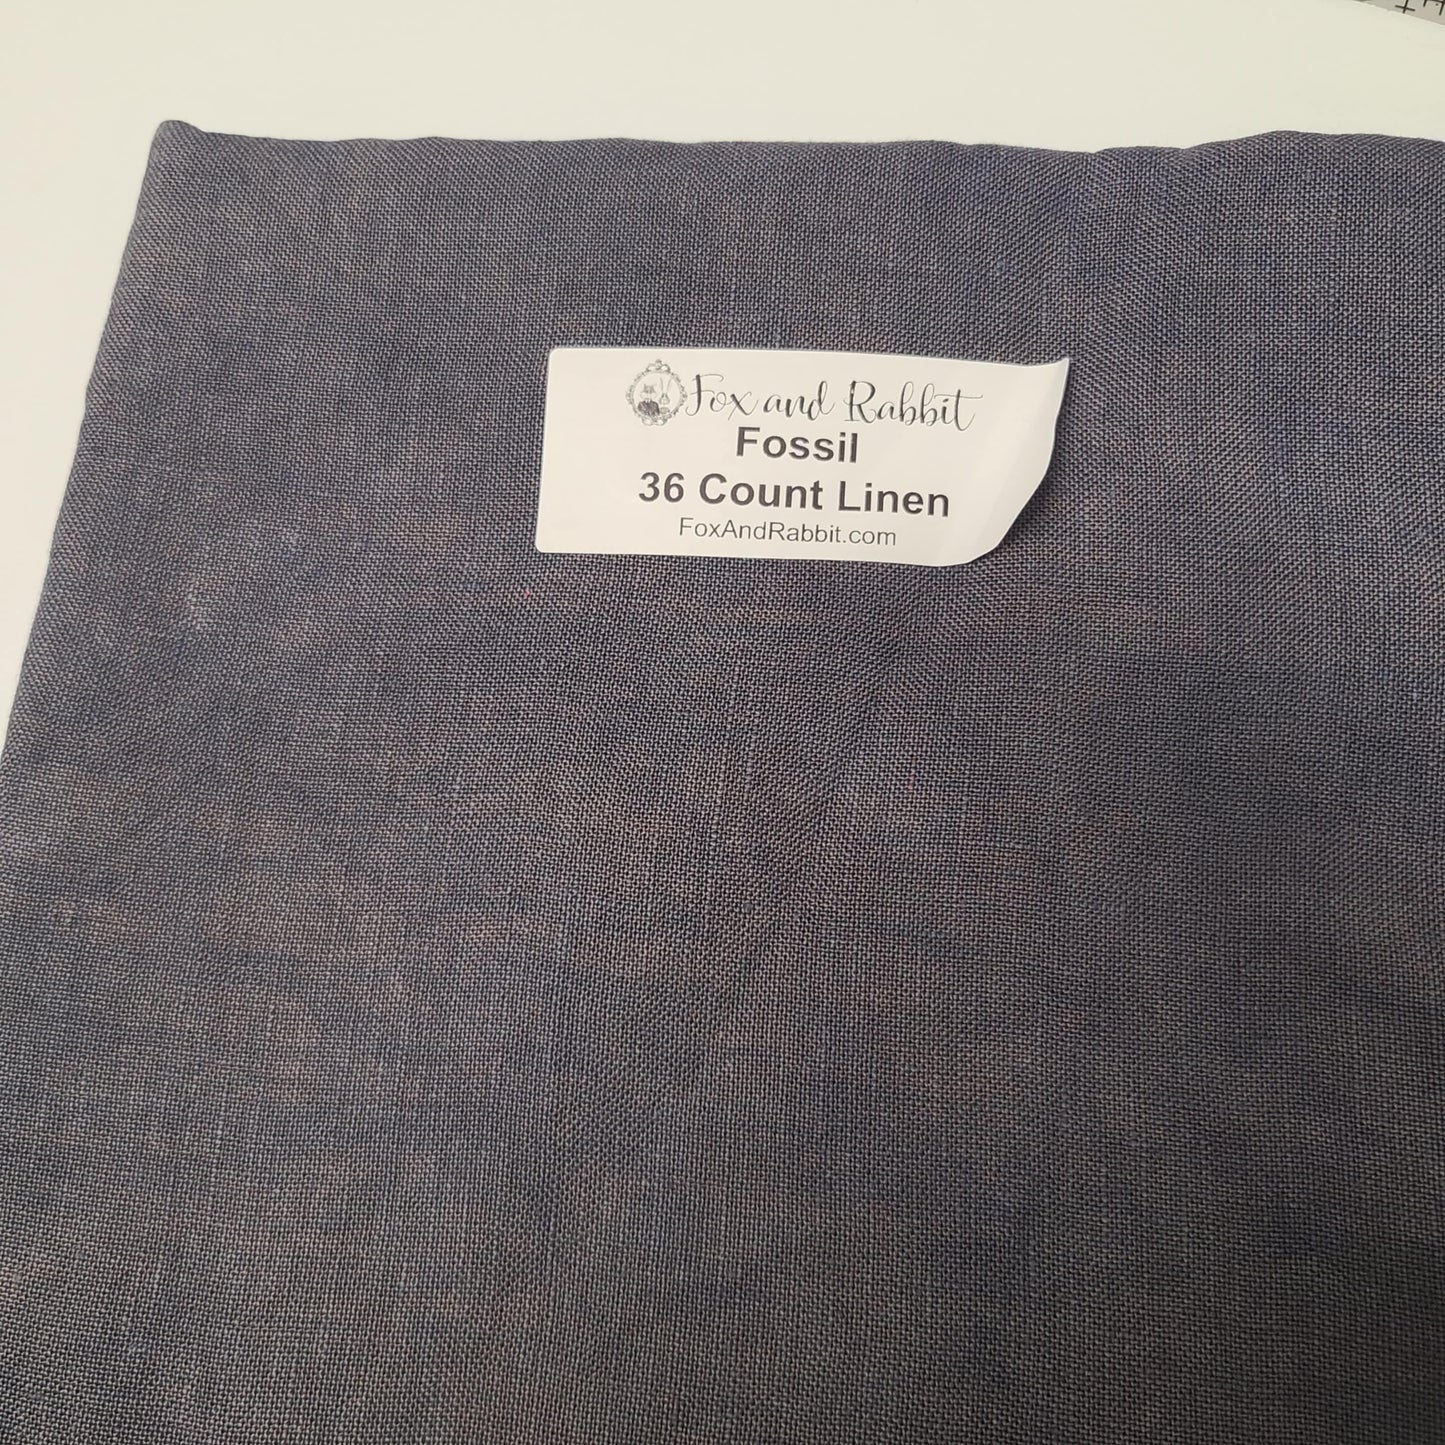 Fox and Rabbit
Fossil
36 Count Linen
FoxAndRabbit.com